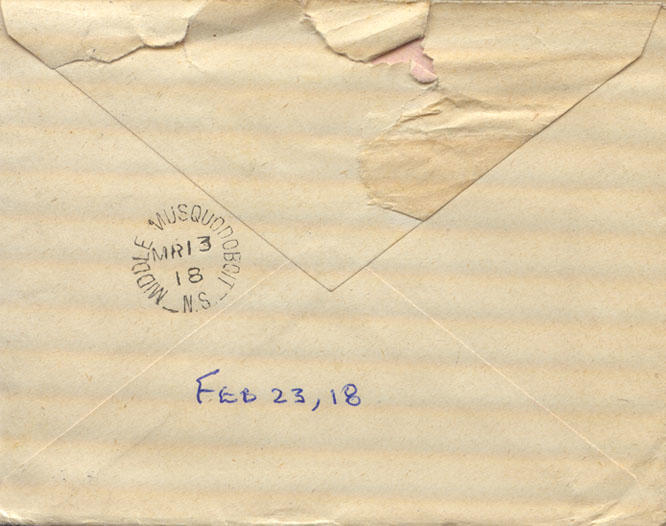 MIDDLE MUSQUODOBOIT
MR 13
18
N.S.
FEB 23, 18